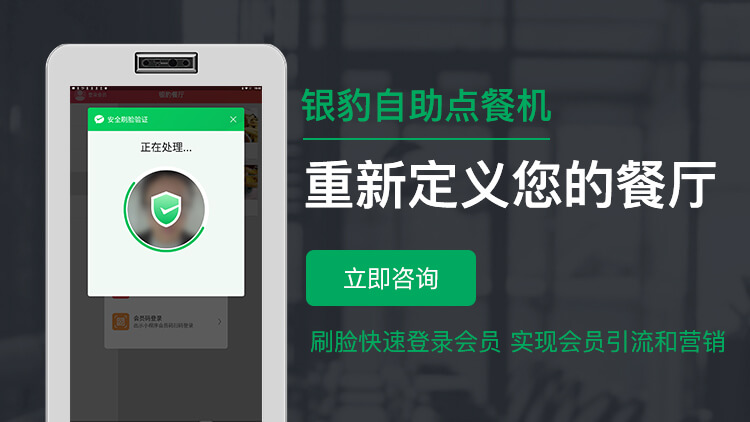 银豹餐厅
安全刷脸验证
正在处理...
会员码登录
银豹自助点餐机
重新定义您的餐厅
立即咨询
刷脸快速登录会员 实现会员引流和营销